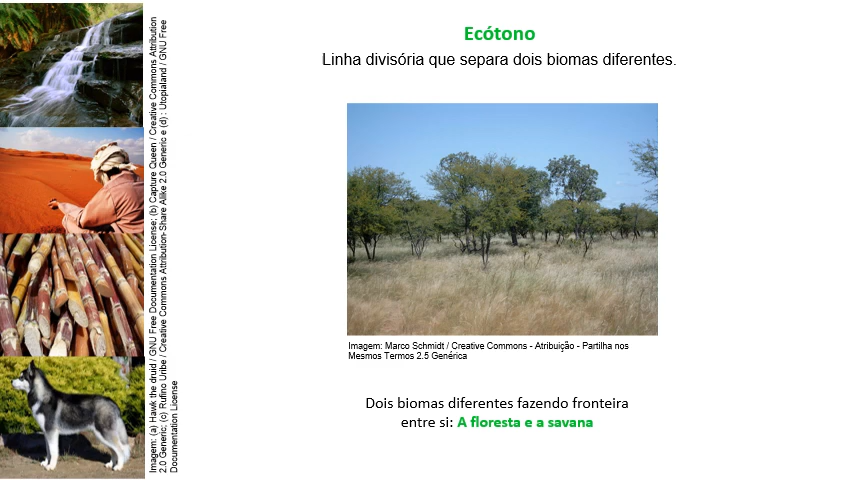 Ecótono
Linha divisória que separa dois biomas diferentes.
Imagem: (a) Hawk the druid / GNU Free Documentation License; (b) Capture Queen / Creative Commons Attribution
2.0 Generic; (c) Rufino Uribe / Creative Commons Attribution-Share Alike 2.0 Generic e (d) : Utopialand / GNU Free
Documentation License
Imagem: Marco Schmidt / Creative Commons - Atribuição - Partilha nos
Mesmos Termos 2.5 Genérica
Dois biomas diferentes fazendo fronteira
entre si: A floresta e a savana